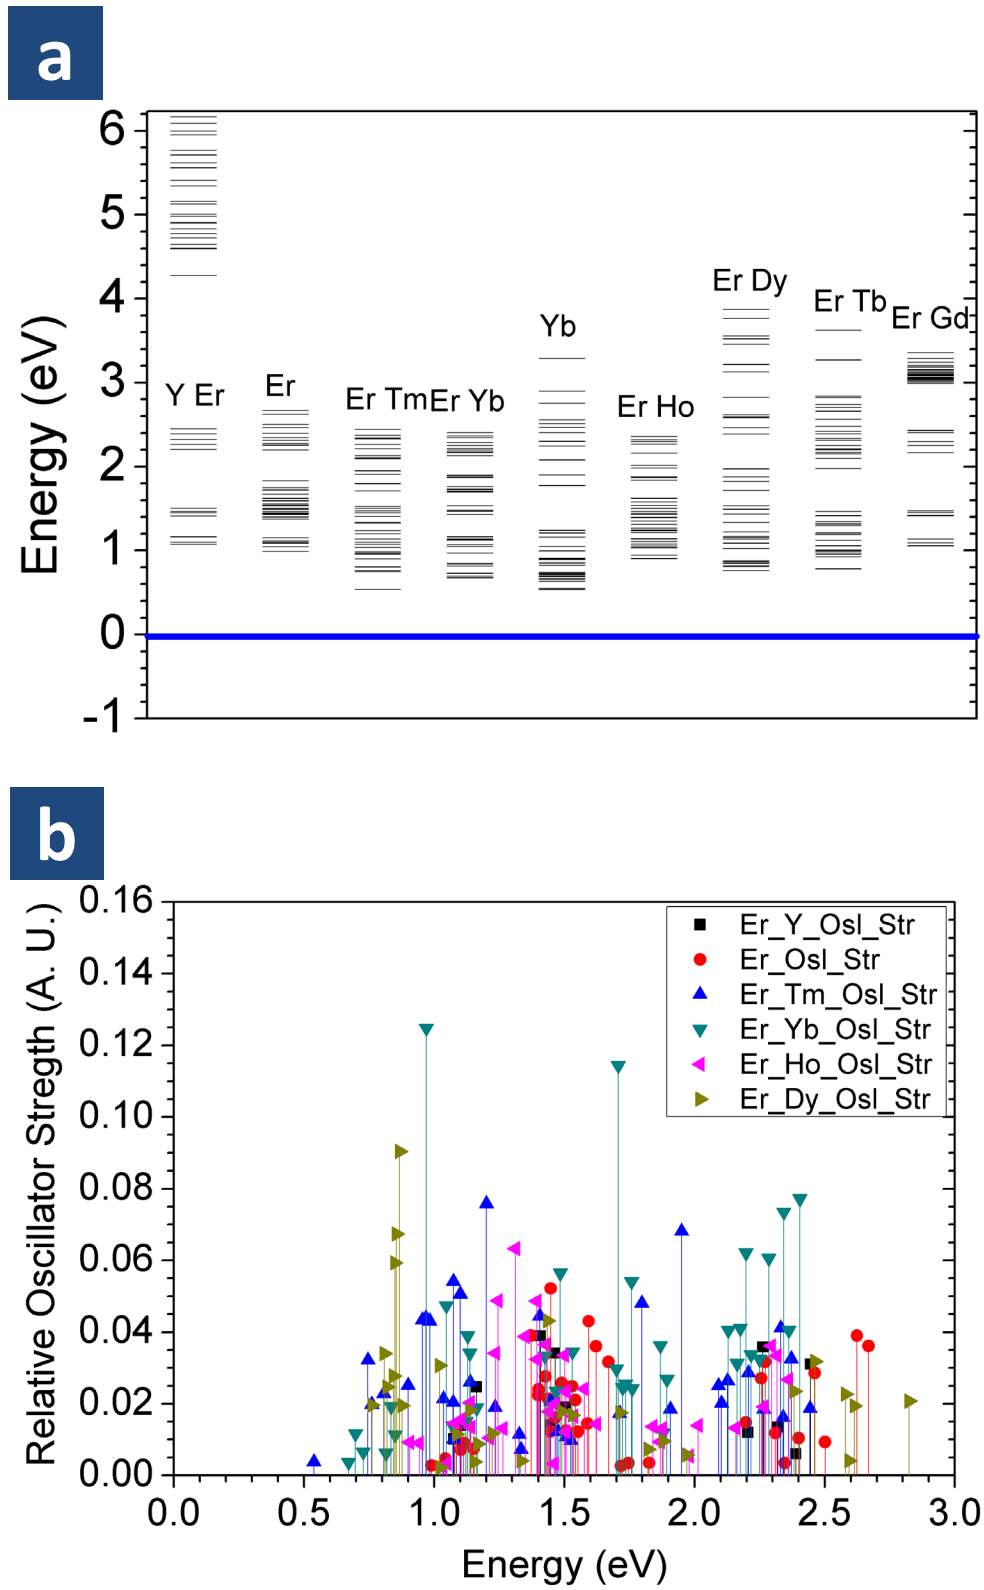 a
6
5
4
3
2
1
0
-1
Energy (eV)
Y Er
Er
Er Tm
Er Yb
Yb
Er Ho
Er Dy
Er Tb
Er Gd
b
0.16
0.14
0.12
0.10
0.08
0.06
0.04
0.02
0.00
Relative Oscillator Stregth (A. U.)
Er_Y_Osl_Str
Er_Osl_Str
Er_Tm_Osl_Str
Er_Yb_Osl_Str
Er_Ho_Osl_Str
Er_Dy_Osl_Str
0.0 0.5 1.0 1.5 2.0 2.5 3.0
Energy (eV)